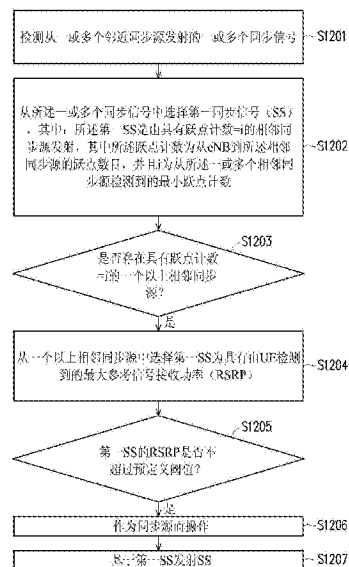 检测从一或多个邻近同步源发射的一或多个同步信号
S1201
从所述一或多个同步信号中选择第一同步信号（SS）
，其中：所述第一SS是由具有跃点计数=i的相邻同
步源发射，其中所述跃点计数为从eNB到所述相邻
同步源的跃点数目，并且i为从所述一或多个相邻同
步源检测到的最小跃点计数
S1202
S1203
是否存在具有跃点计数
=i的一个以上相邻同步
源？
是
从一个以上相邻同步源中选择第一SS为具有由UE检测
到的最大参考信号接收功率（RSRP）
S1204
S1205
第一SS的RSRP是否不
超过预定义阈值？
是
作为同步源而操作
S1206
基于第一SS发射SS
S1207